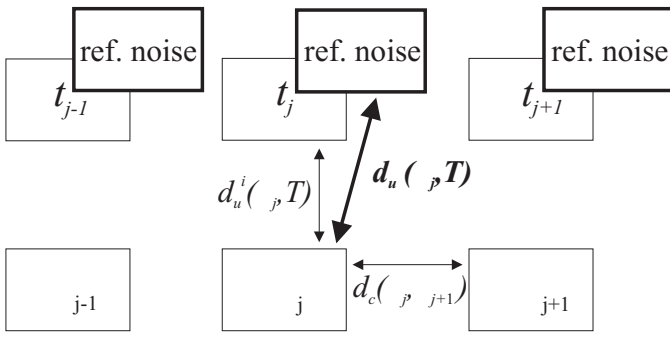 ref. noise ref. noise ref. noise
t_{j-1} t_j t_{j+1}
d_u^i( _j,T) d_u ( _j,T)
j-1 j d_c( _j, _{j+1}) j+1